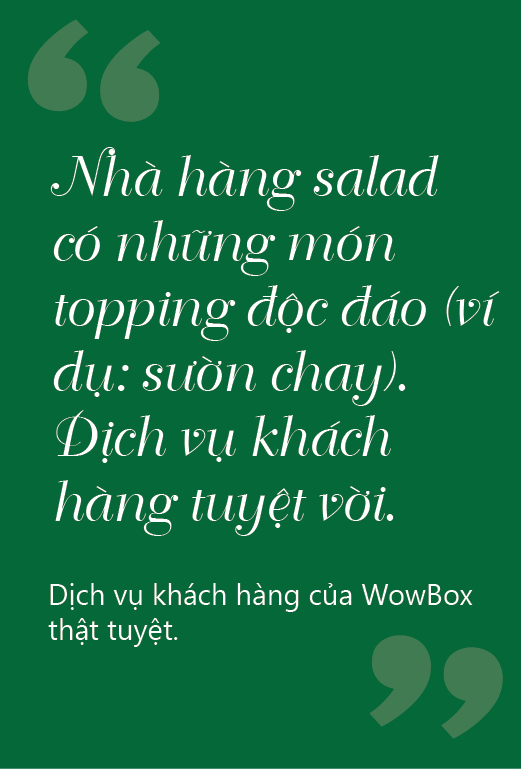 Nhà hàng salad
có những món
topping độc đáo (ví
dụ: sườn chay).
Dịch vụ khách
hàng tuyệt vời.
Dịch vụ khách hàng của WowBox
thật tuyệt.